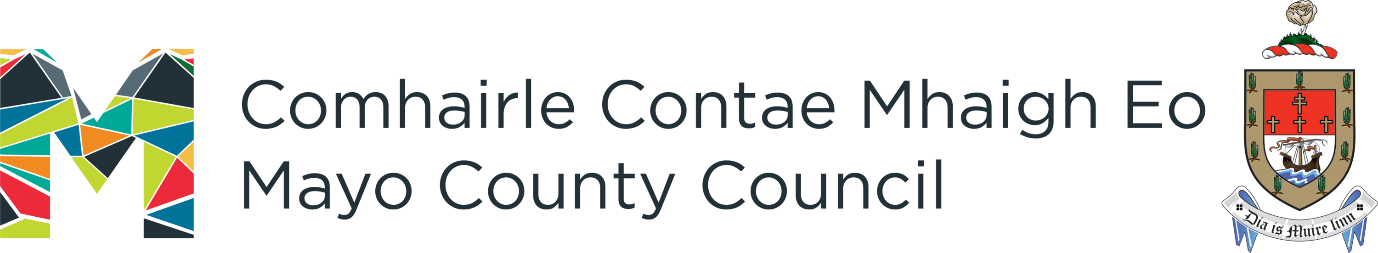 Comhairle Contae Mhaigh Eo
Mayo County Council
Dia is Muire linn